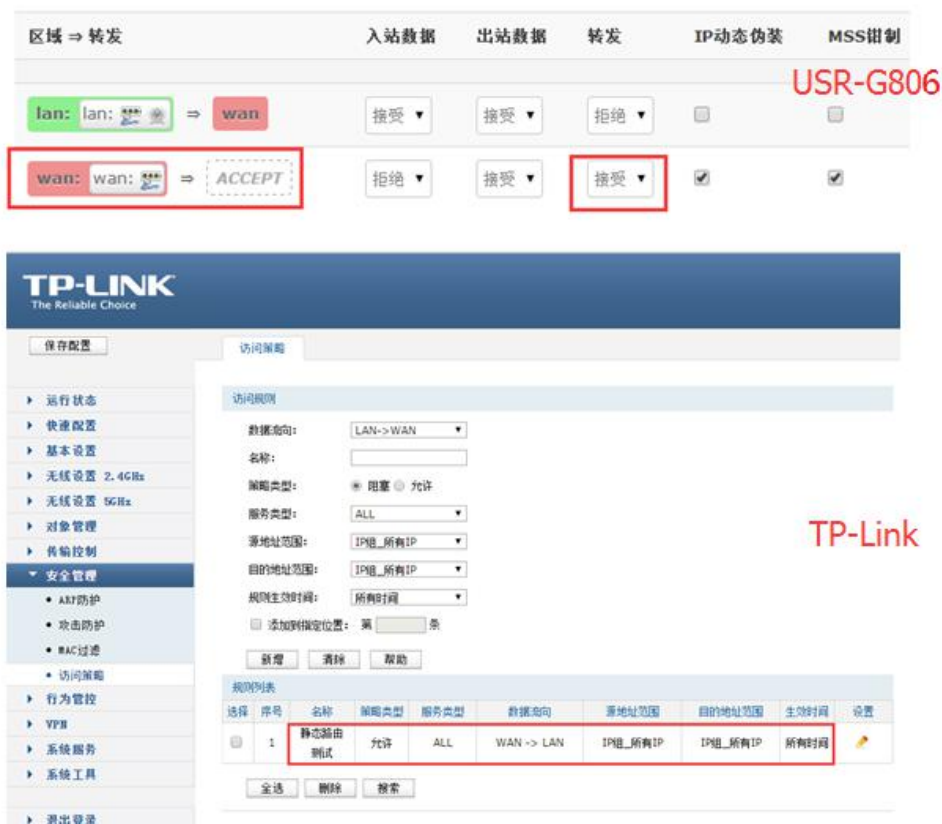 区域 ⇒ 转发 入站数据 出站数据 转发 IP动态伪装 MSS钳制
USR-G806
lan: lan: ⇒ wan 接受 接受 拒绝
wan: wan: ⇒ ACCEPT 拒绝 接受 接受
TP-LINK
The Reliable Choice
保存配置
访问策略
运行状态
快速配置
基本设置
无线设置 2.4GHz
无线设置 5GHz
对象管理
传输控制
安全管理
ARP防护
攻击防护
MAC过滤
访问策略
行为管控
VPN
系统服务
系统工具
退出登录
访问规则
数据流向: LAN->WAN
名称:
策略类型: 阻塞 允许
服务类型: ALL
源地址范围: IP组_所有IP
目的地址范围: IP组_所有IP
规则生效时间: 所有时间
添加到指定位置: 第 条
新增 清除 帮助
TP-Link
规则列表
选择 序号 名称 策略类型 服务类型 数据流向 源地址范围 目的地址范围 生效时间 设置
1 静态路由测试 允许 ALL WAN -> LAN IP组_所有IP IP组_所有IP 所有时间
全选 删除 搜索